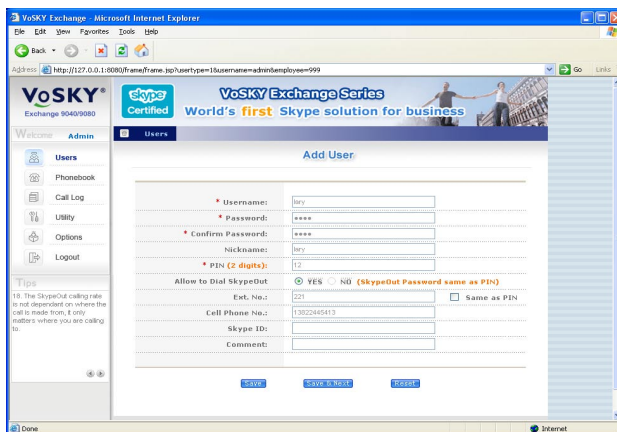 VoSKY Exchange - Microsoft Internet Explorer
File Edit View Favorites Tools Help
Back
Address http://127.0.0.1:8080/frame/frame.jsp?usertype=1&username=admin&employee=999 Go Links
VoSKY®
Exchange 9040/9080
skype Certified
VoSKY Exchange Series
World's first Skype solution for business
Welcome Admin
Users
Users
Phonebook
Call Log
Utility
Options
Logout
Tips
18. The SkypeOut calling rate
is not dependant on where the
call is made from, it only
matters where you are calling
to.
Add User
* Username: lary
* Password: ●●●●
* Confirm Password: ●●●●
Nickname: lary
* PIN (2 digits): 12
Allow to Dial SkypeOut YES NO (SkypeOut Password same as PIN)
Ext. No.: 221 Same as PIN
Cell Phone No.: 13022445413
Skype ID:
Comment:
Save Save & Next Reset
Done Internet